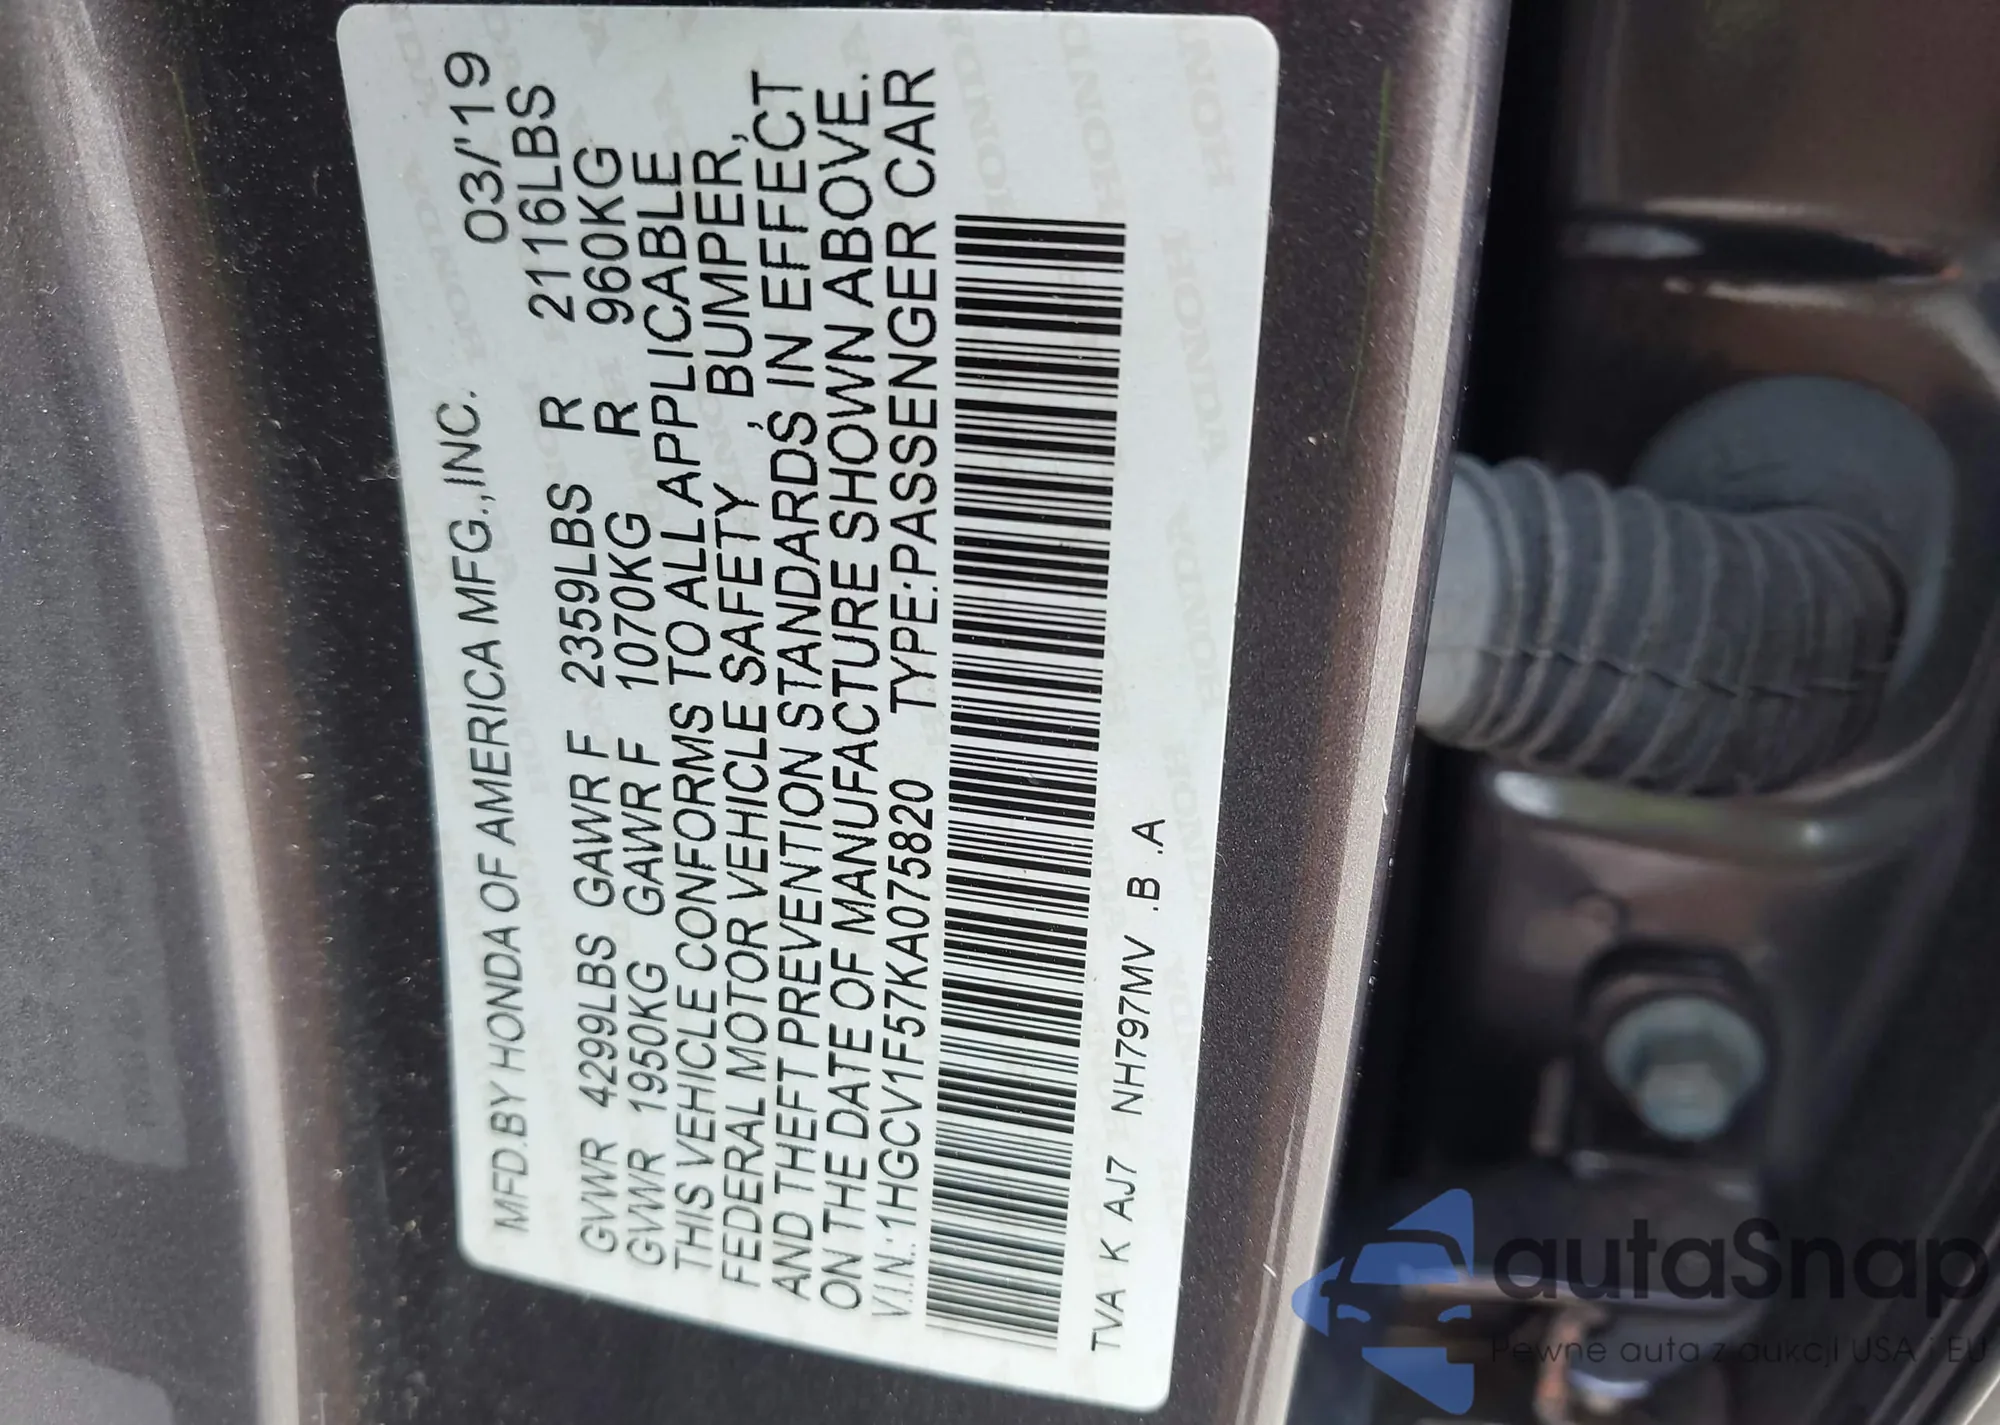 MFD.BY HONDA OF AMERICA MFG.,INC. 03/'19
GVWR 4299LBS GAWR F 2359LBS R 2116LBS
GVWR 1950KG GAWR F 1070KG R 960KG
THIS VEHICLE CONFORMS TO ALL APPLICABLE
FEDERAL MOTOR VEHICLE SAFETY , BUMPER,
AND THEFT PREVENTION STANDARDS IN EFFECT
ON THE DATE OF MANUFACTURE SHOWN ABOVE.
V.I.N.:1HGCV1F57KA075820 TYPE:PASSENGER CAR
TVA K AJ7 NH797MV .B .A
autaSnap
Pewne auta z aukcji USA i EU